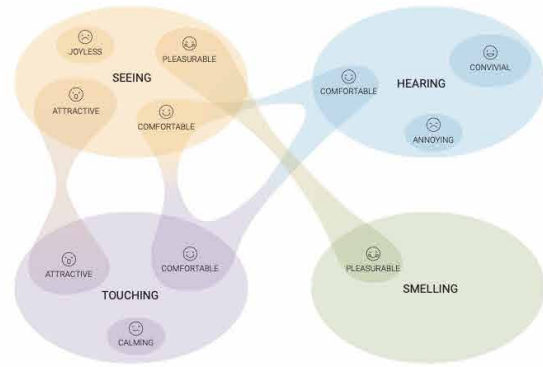 JOYLESS
PLEASURABLE
SEEING
ATTRACTIVE
COMFORTABLE
CONVIVIAL
HEARING
COMFORTABLE
ANNOYING
ATTRACTIVE
COMFORTABLE
TOUCHING
CALMING
PLEASURABLE
SMELLING